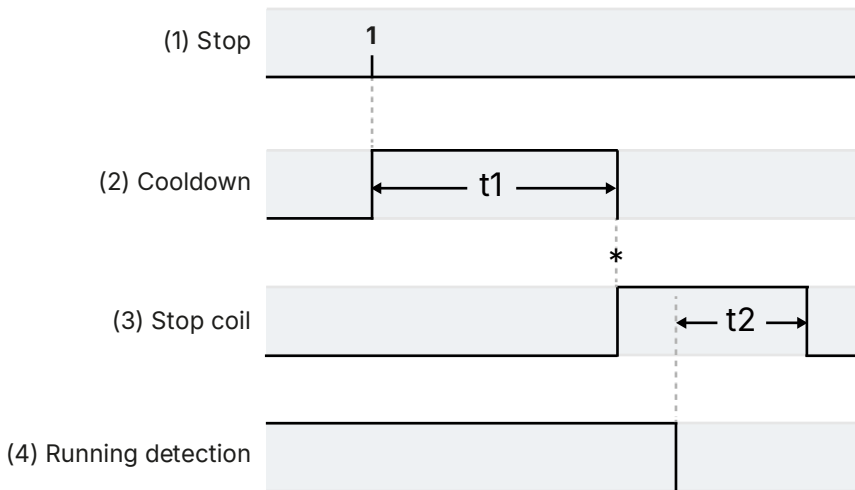 (1) Stop
1
(2) Cooldown
t1
*
(3) Stop coil
t2
(4) Running detection